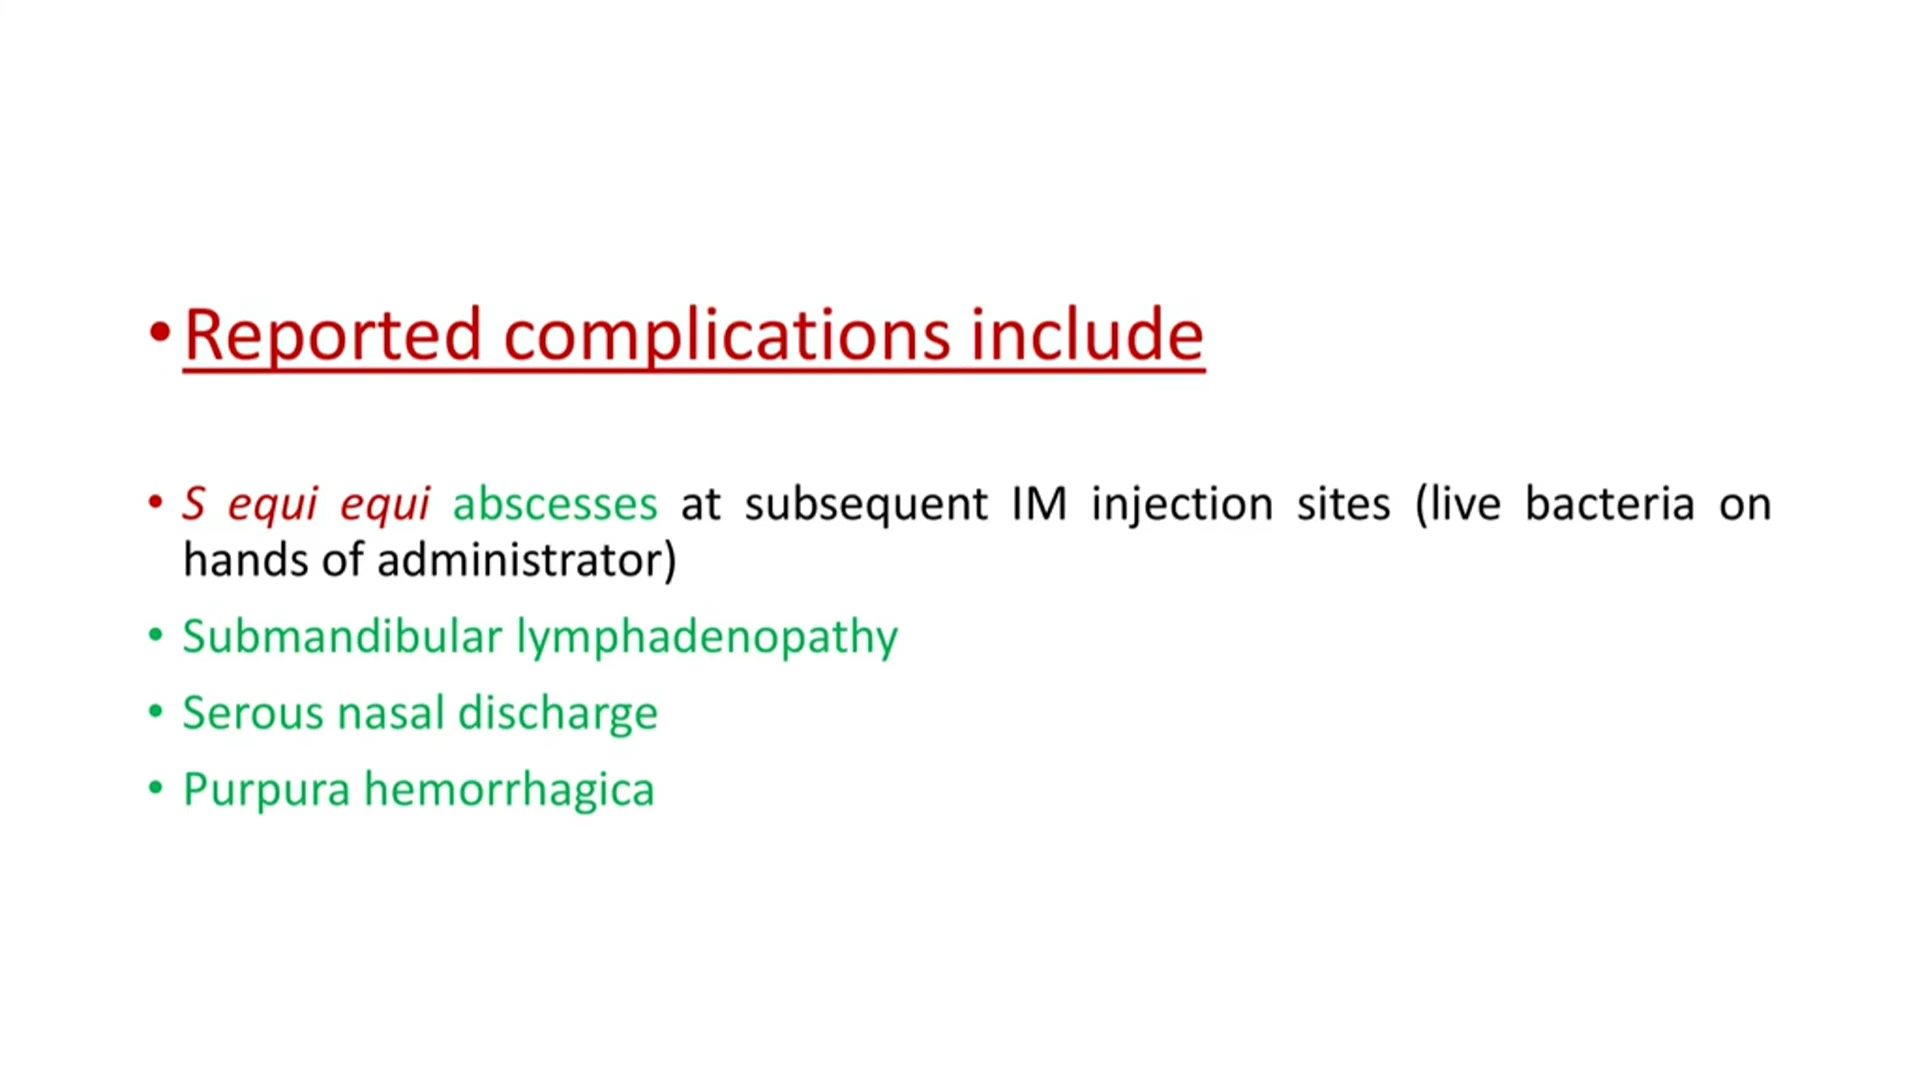 • Reported complications include
• S equi equi abscesses at subsequent IM injection sites (live bacteria on
hands of administrator)
• Submandibular lymphadenopathy
• Serous nasal discharge
• Purpura hemorrhagica